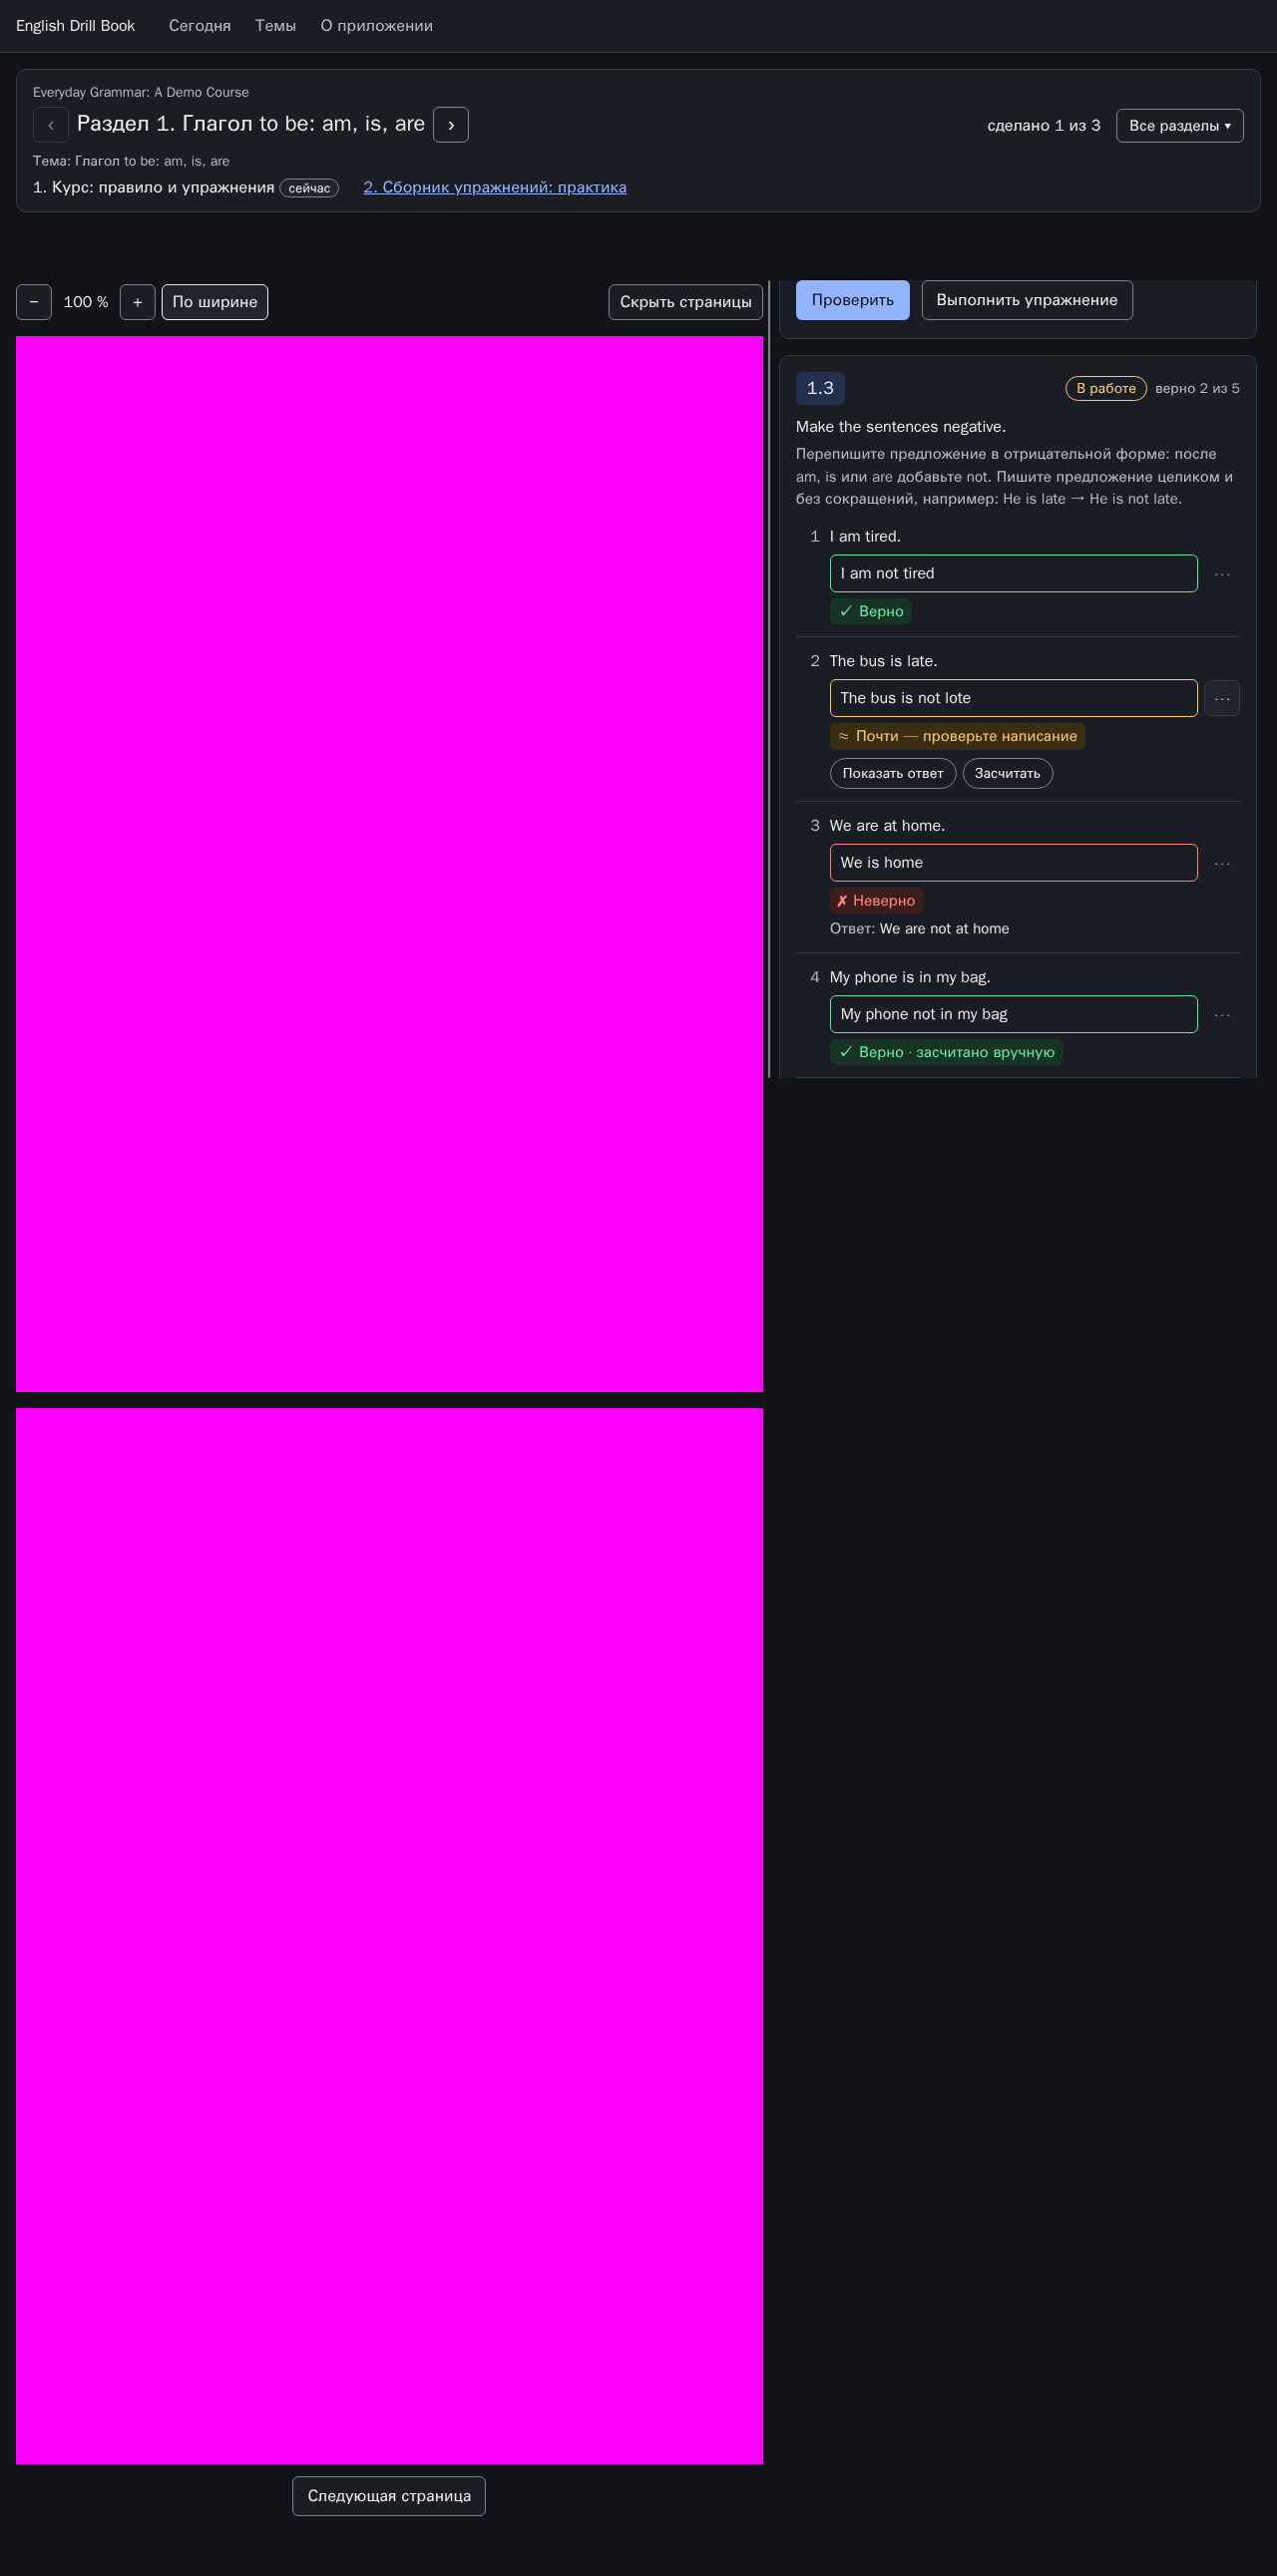 English Drill Book Сегодня Темы О приложении
Everyday Grammar: A Demo Course
‹ Раздел 1. Глагол to be: am, is, are ›
сделано 1 из 3 Все разделы ▾
Тема: Глагол to be: am, is, are
1. Курс: правило и упражнения сейчас 2. Сборник упражнений: практика
− 100 % + По ширине Скрыть страницы
Проверить Выполнить упражнение
1.3 В работе верно 2 из 5
Make the sentences negative.
Перепишите предложение в отрицательной форме: после
am, is или are добавьте not. Пишите предложение целиком и
без сокращений, например: He is late → He is not late.
1 I am tired.
I am not tired ...
✓ Верно
2 The bus is late.
The bus is not lote ...
≈ Почти — проверьте написание
Показать ответ Засчитать
3 We are at home.
We is home ...
✗ Неверно
Ответ: We are not at home
4 My phone is in my bag.
My phone not in my bag ...
✓ Верно · засчитано вручную
Следующая страница